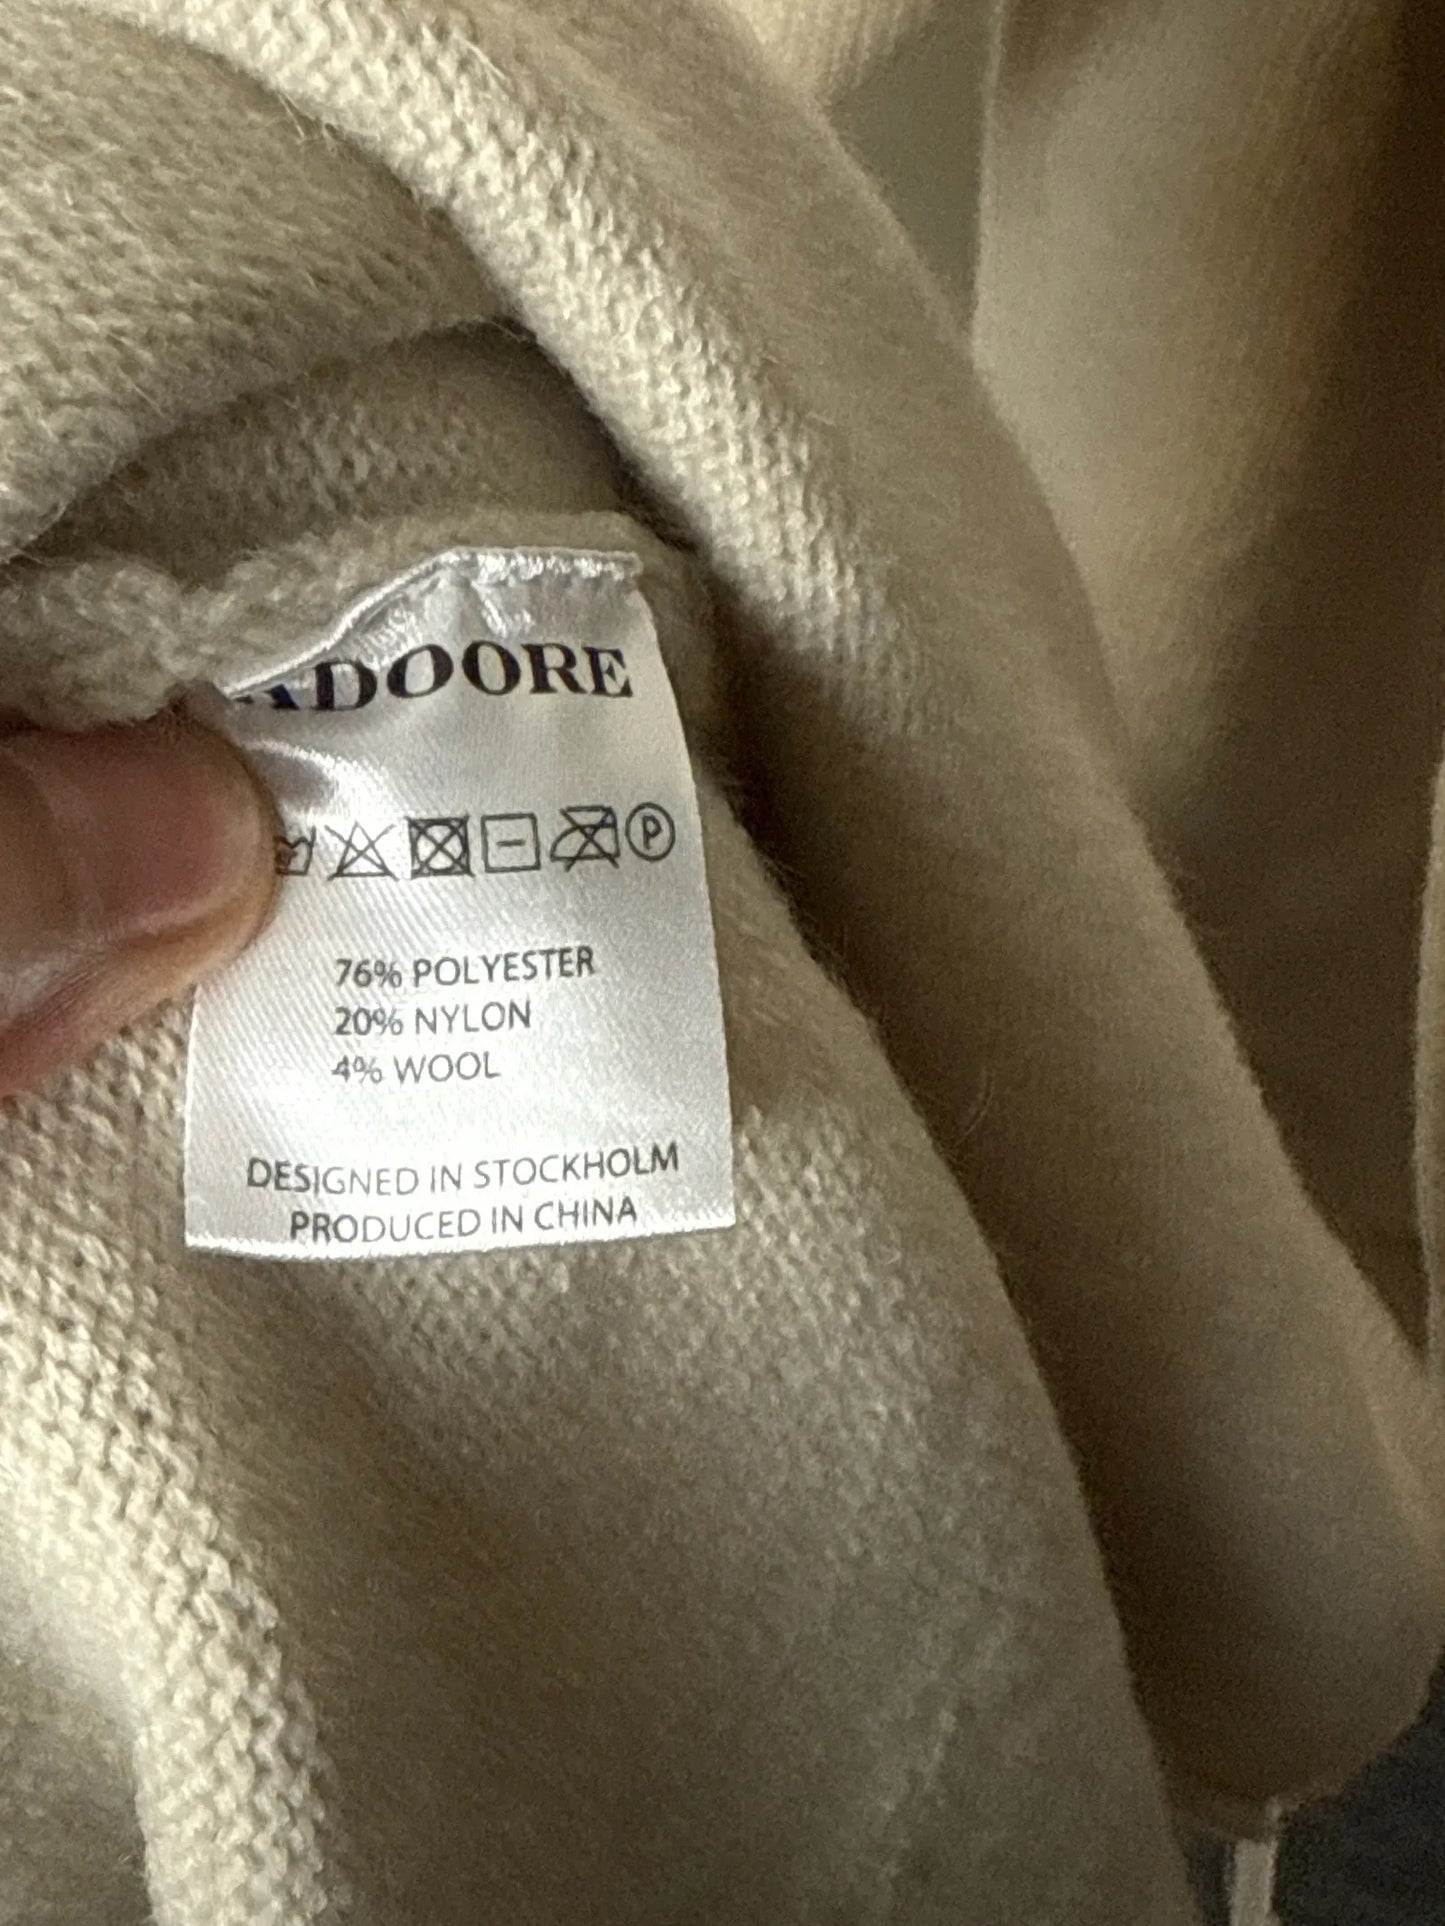 ADOORE
P
76% POLYESTER
20% NYLON
4% WOOL
DESIGNED IN STOCKHOLM
PRODUCED IN CHINA